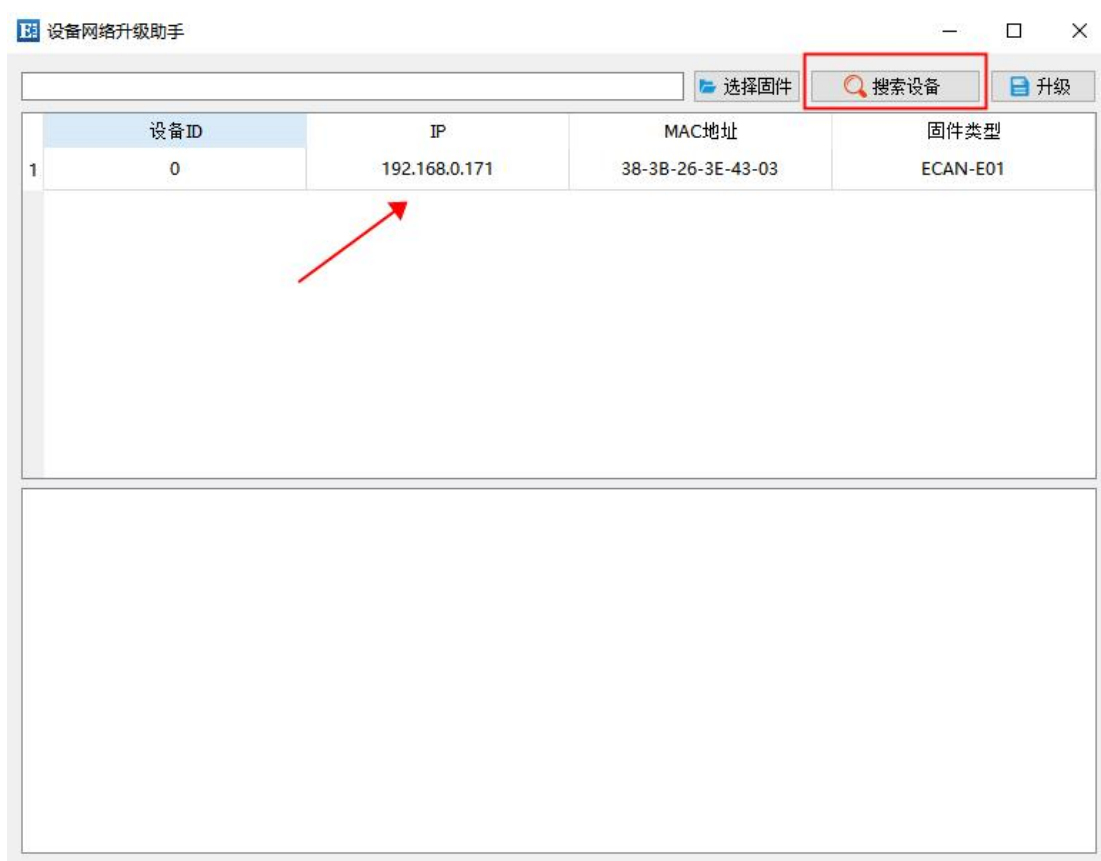 设备网络升级助手
选择固件 搜索设备 升级
设备ID IP MAC地址 固件类型
1 0 192.168.0.171 38-3B-26-3E-43-03 ECAN-E01